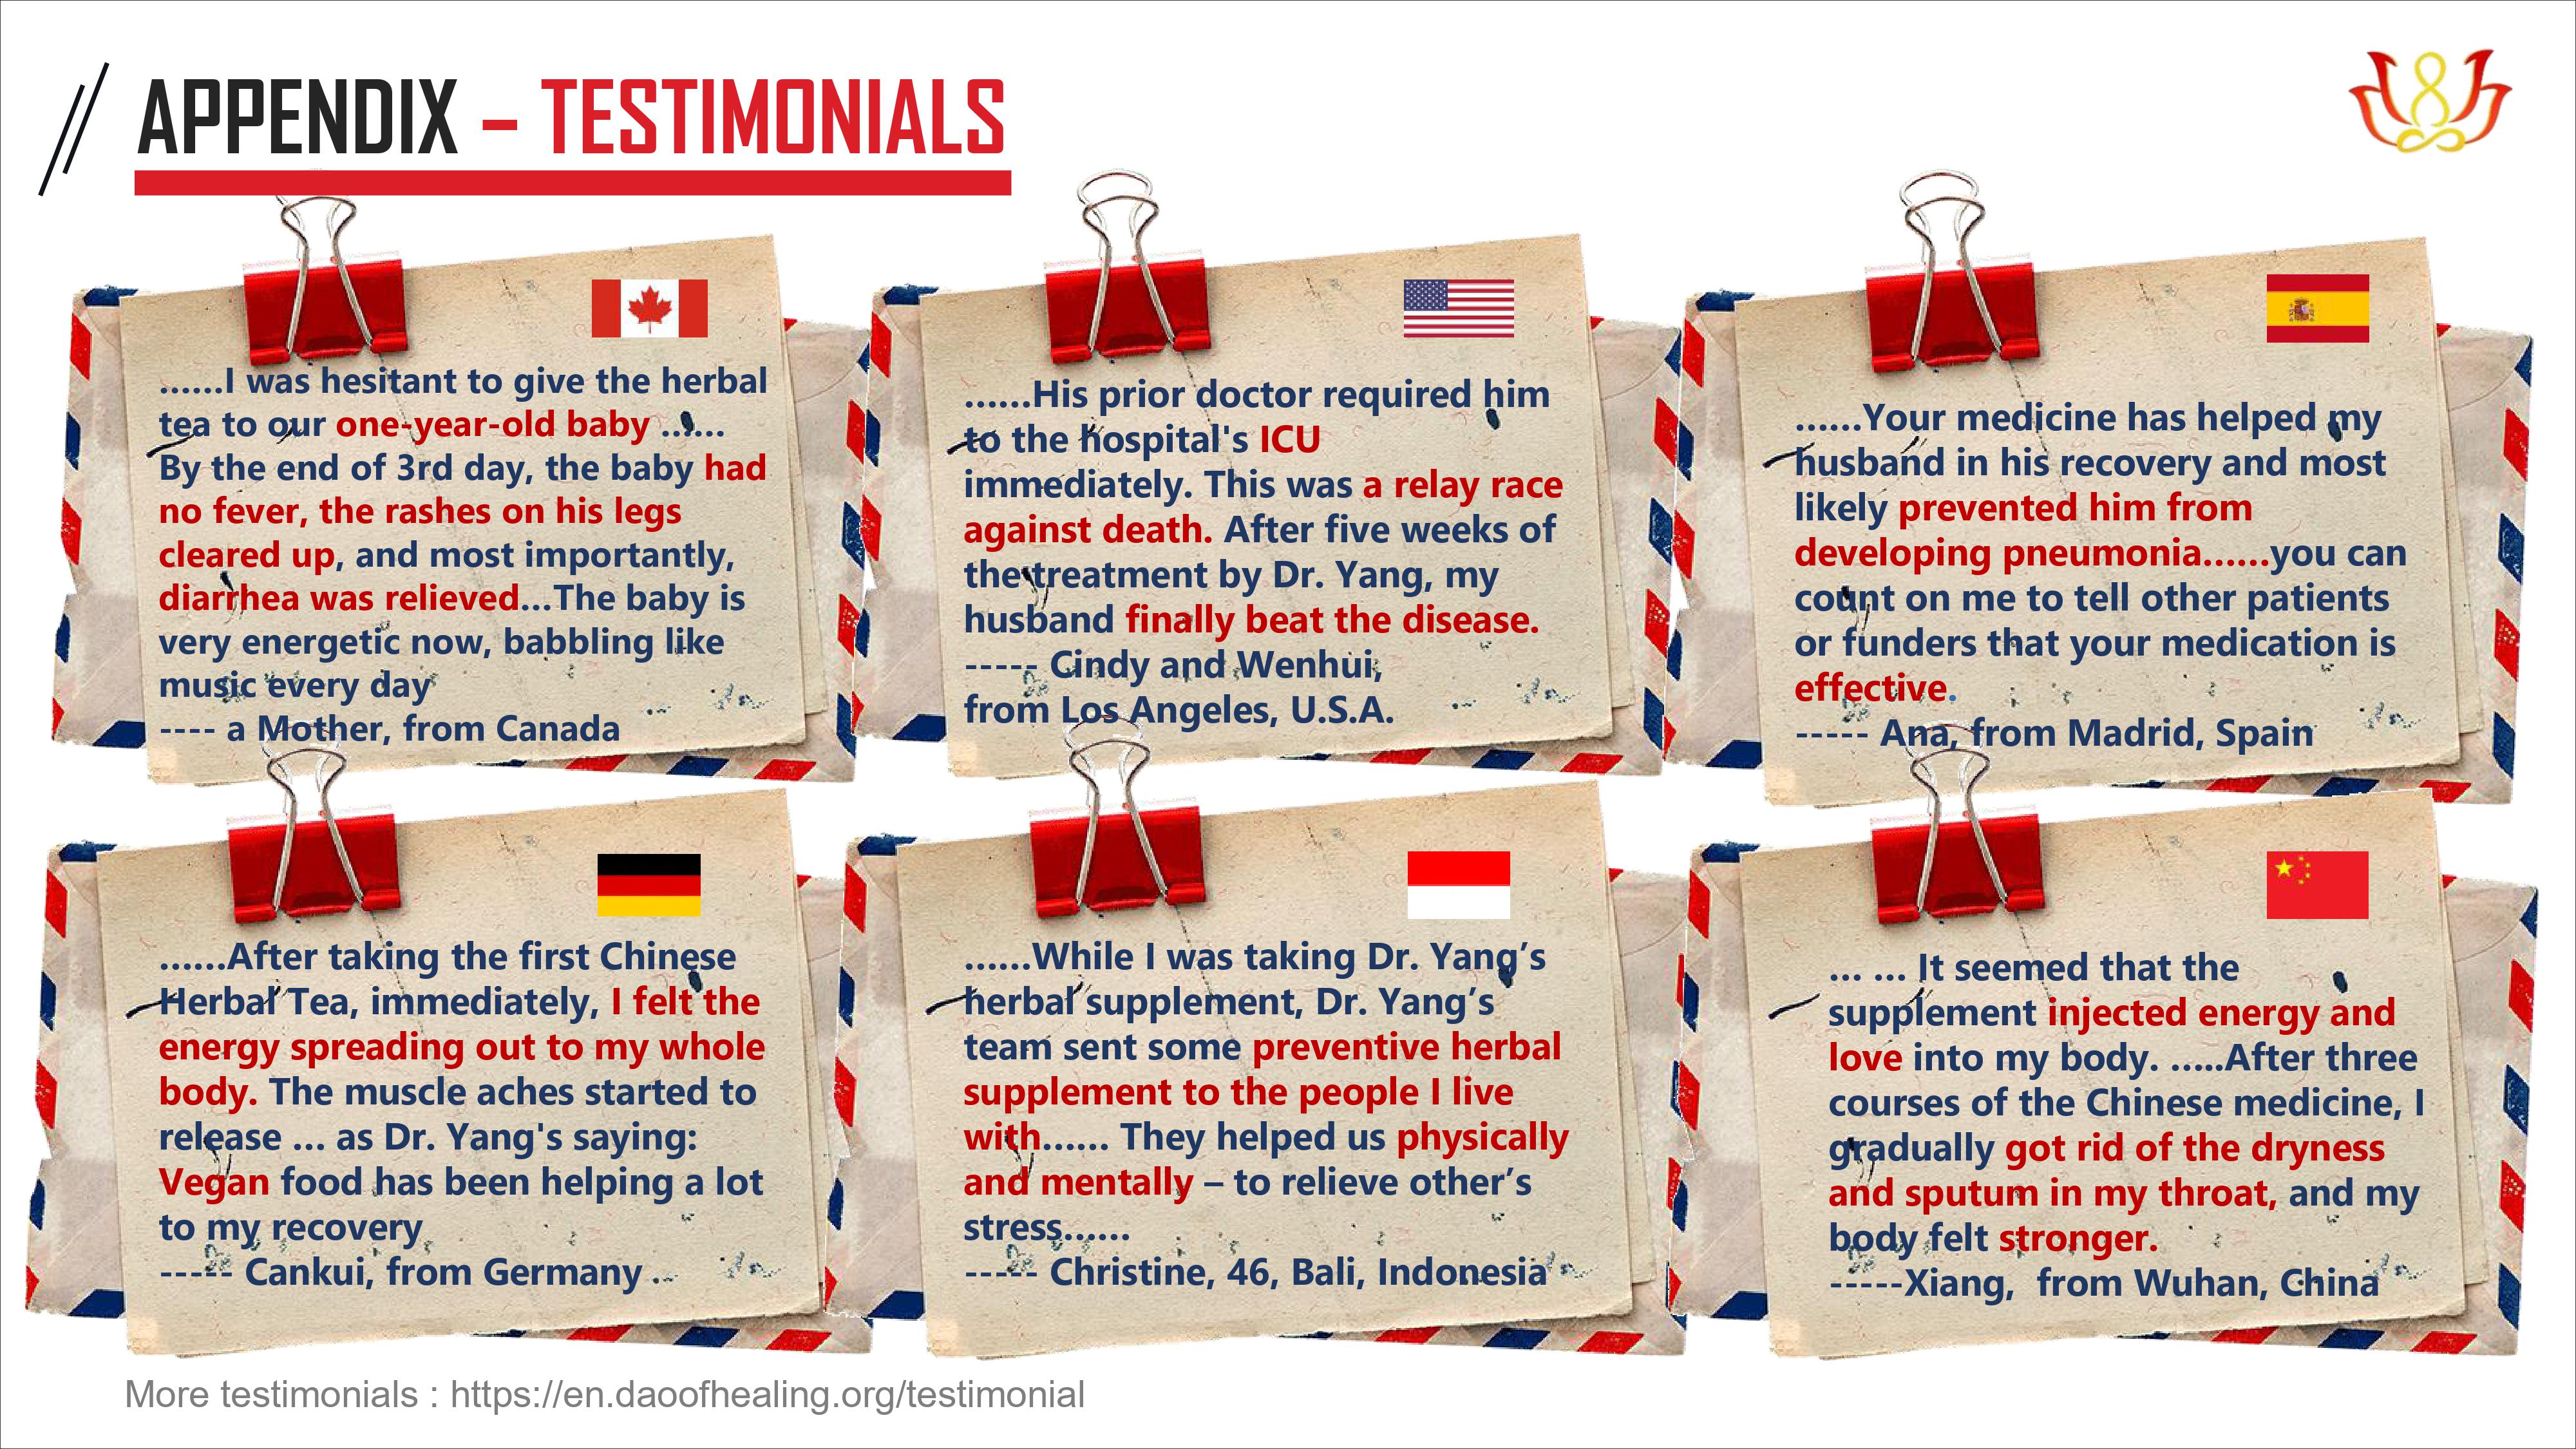 APPENDIX – TESTIMONIALS
......I was hesitant to give the herbal
tea to our one-year-old baby ......
By the end of 3rd day, the baby had
no fever, the rashes on his legs
cleared up, and most importantly,
diarrhea was relieved...The baby is
very energetic now, babbling like
music every day
---- a Mother, from Canada
......His prior doctor required him
to the hospital's ICU
immediately. This was a relay race
against death. After five weeks of
the treatment by Dr. Yang, my
husband finally beat the disease.
----- Cindy and Wenhui,
from Los Angeles, U.S.A.
......Your medicine has helped my
husband in his recovery and most
likely prevented him from
developing pneumonia......you can
count on me to tell other patients
or funders that your medication is
effective.
----- Ana, from Madrid, Spain
......After taking the first Chinese
Herbal Tea, immediately, I felt the
energy spreading out to my whole
body. The muscle aches started to
release ... as Dr. Yang's saying:
Vegan food has been helping a lot
to my recovery
----- Cankui, from Germany
......While I was taking Dr. Yang’s
herbal supplement, Dr. Yang’s
team sent some preventive herbal
supplement to the people I live
with...... They helped us physically
and mentally – to relieve other’s
stress......
----- Christine, 46, Bali, Indonesia
... ... It seemed that the
supplement injected energy and
love into my body. .....After three
courses of the Chinese medicine, I
gradually got rid of the dryness
and sputum in my throat, and my
body felt stronger.
-----Xiang, from Wuhan, China
More testimonials : https://en.daoofhealing.org/testimonial